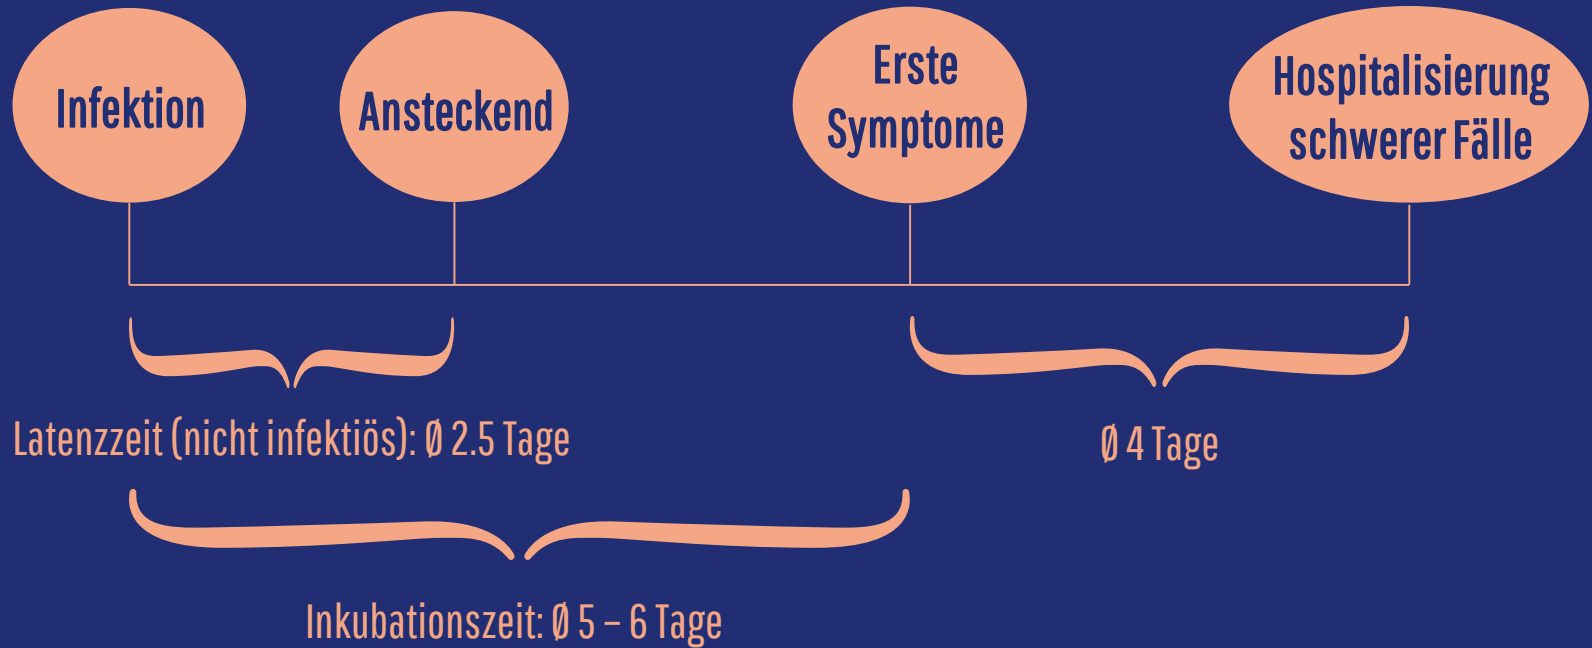 Infektion
Ansteckend
Erste
Symptome
Hospitalisierung
schwerer Fälle
Latenzzeit (nicht infektiös): Ø 2.5 Tage
Ø 4 Tage
Inkubationszeit: Ø 5 – 6 Tage